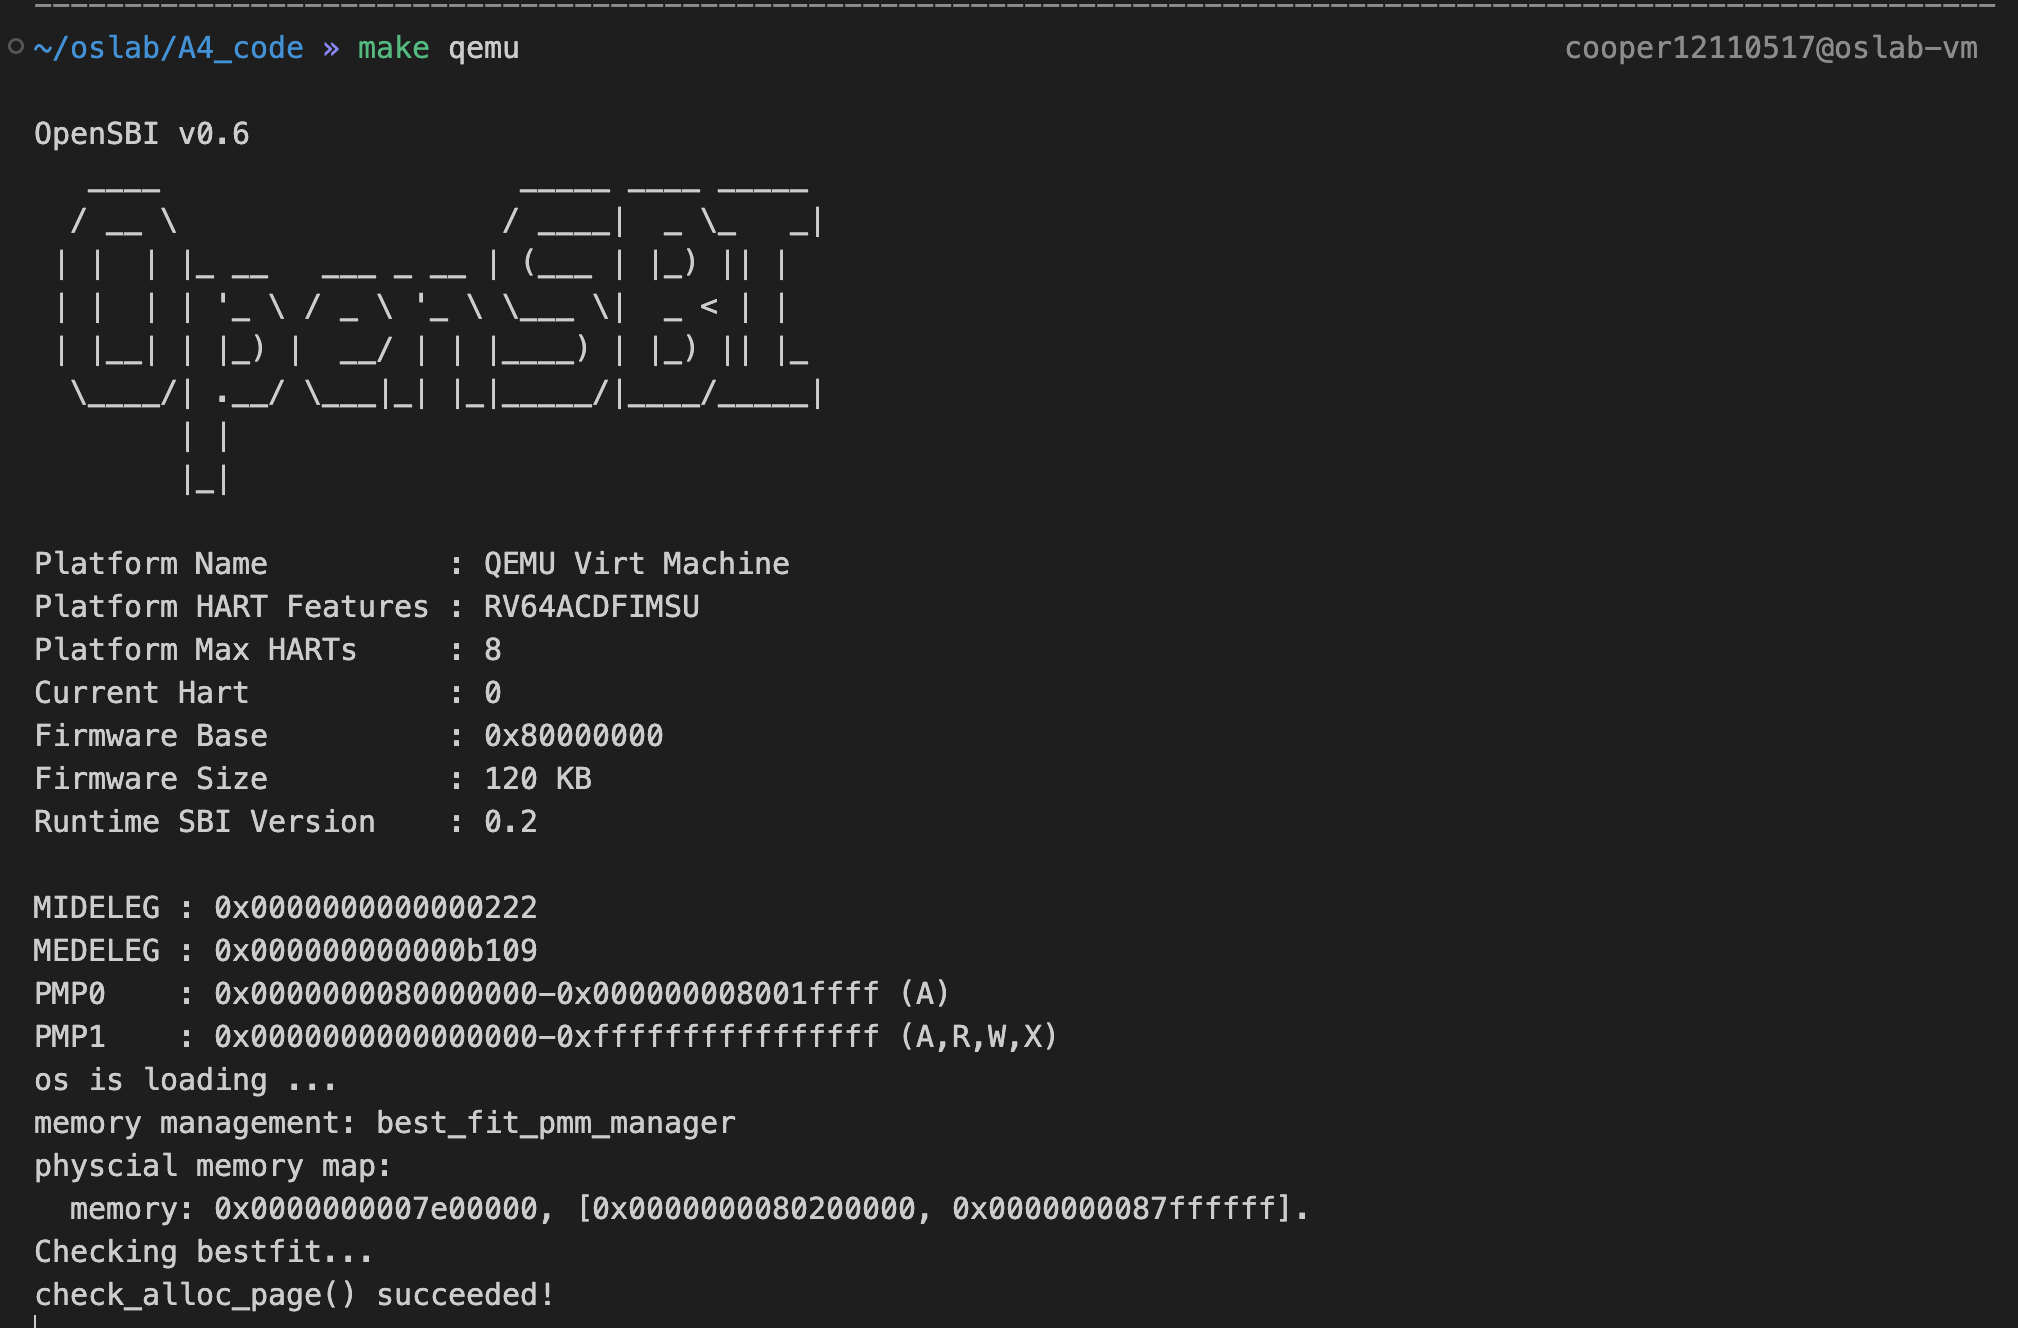 ~/oslab/A4_code » make qemu cooper12110517@oslab-vm
OpenSBI v0.6
   ____                    _____ ____ _____
  / __ \                  / ____|  _ \_   _|
 | |  | |_ __   ___ _ __ | (___ | |_) || |
 | |  | | '_ \ / _ \ '_ \ \___ \|  _ < | |
 | |__| | |_) |  __/ | | |____) | |_) || |_
  \____/| .__/ \___|_| |_|_____/|____/_____|
        | |
        |_|
Platform Name          : QEMU Virt Machine
Platform HART Features : RV64ACDFIMSU
Platform Max HARTs     : 8
Current Hart           : 0
Firmware Base          : 0x80000000
Firmware Size          : 120 KB
Runtime SBI Version    : 0.2
MIDELEG : 0x0000000000000222
MEDELEG : 0x000000000000b109
PMP0    : 0x0000000080000000-0x000000008001ffff (A)
PMP1    : 0x0000000000000000-0xffffffffffffffff (A,R,W,X)
os is loading ...
memory management: best_fit_pmm_manager
physcial memory map:
  memory: 0x0000000007e00000, [0x0000000080200000, 0x0000000087ffffff].
Checking bestfit...
check_alloc_page() succeeded!